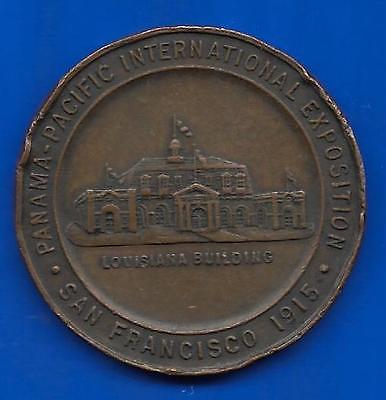 PANAMA-PACIFIC INTERNATIONAL EXPOSITION
LOUISIANA BUILDING
• SAN FRANCISCO 1915 •